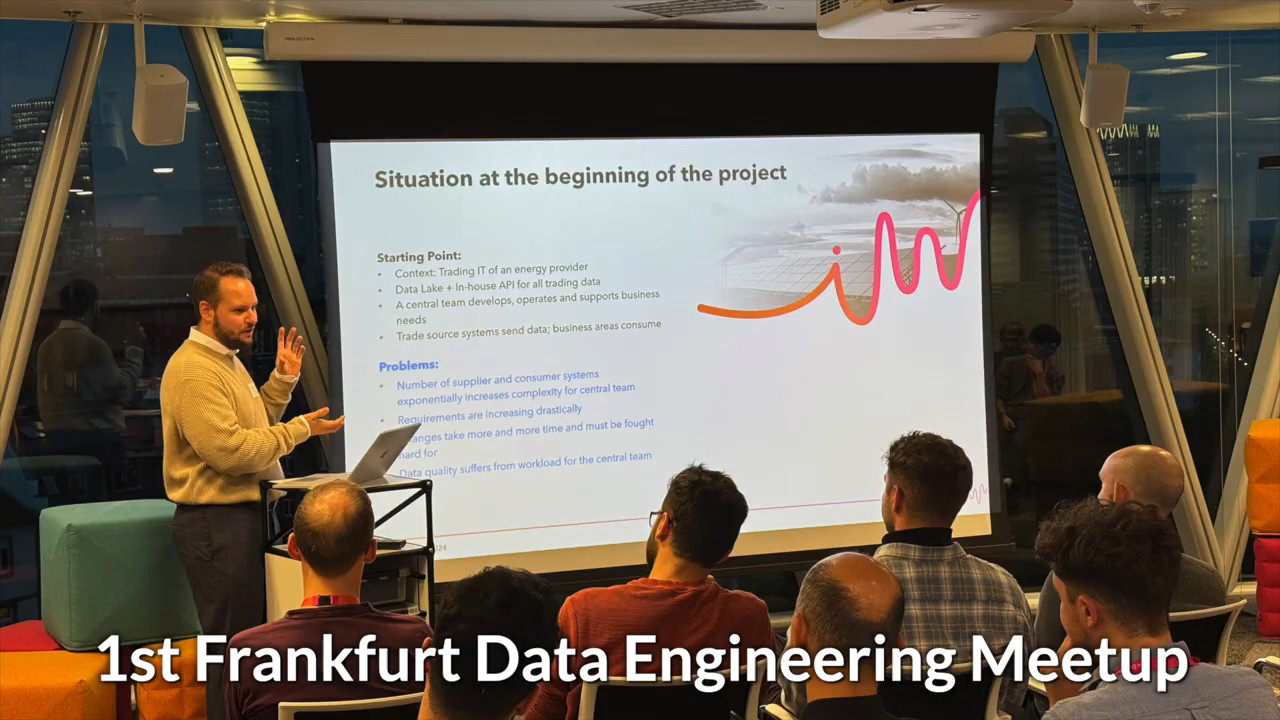 Situation at the beginning of the project
Starting Point:
• Context: Trading IT of an energy provider
• Data Lake + In-house API for all trading data
• A central team develops, operates and supports business
needs
• Trade source systems send data; business areas consume
Problems:
• Number of supplier and consumer systems
exponentially increases complexity for central team
• Requirements are increasing drastically
anges take more and more time and must be fought
hard for
Data quality suffers from workload for the central team
1st Frankfurt Data Engineering Meetup